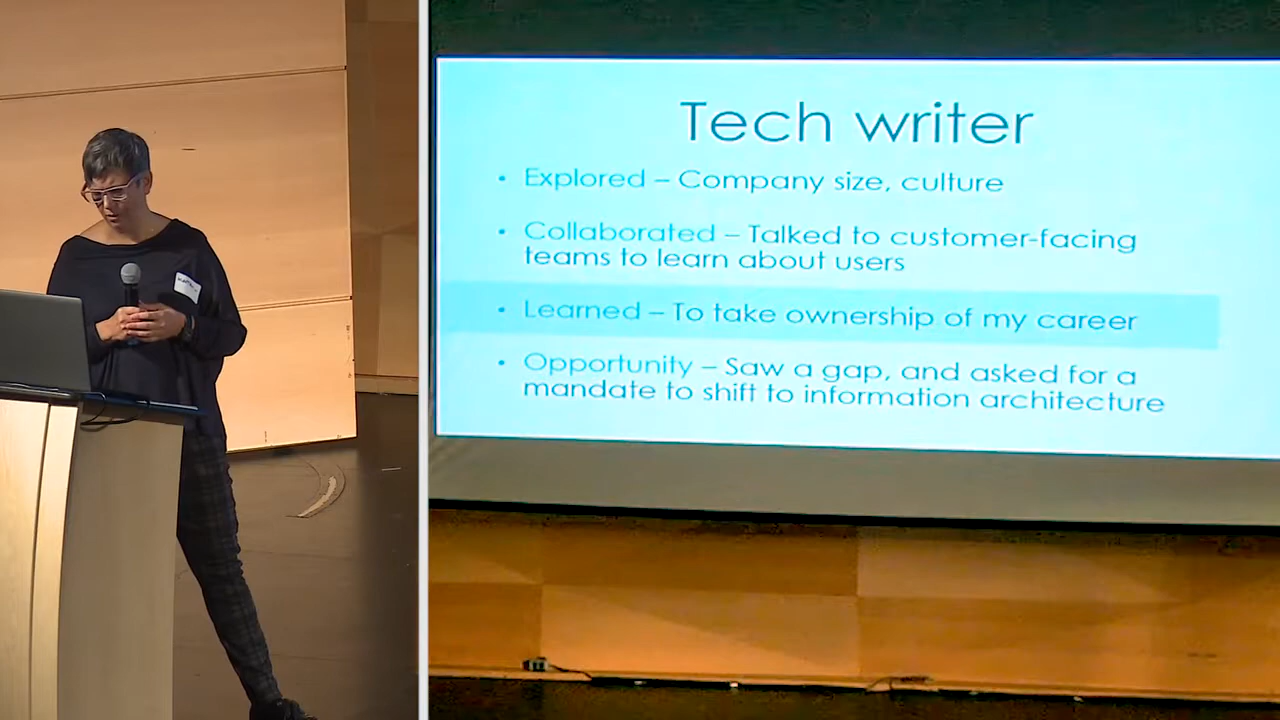 Tech writer
• Explored – Company size, culture
• Collaborated – Talked to customer-facing
teams to learn about users
• Learned – To take ownership of my career
• Opportunity – Saw a gap, and asked for a
mandate to shift to information architecture